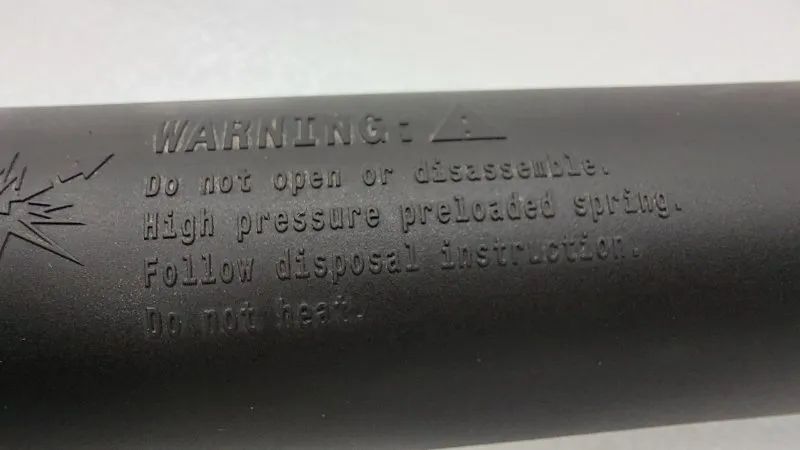 WARNING:
Do not open or disassemble.
High pressure preloaded spring.
Follow disposal instruction.
Do not heat.